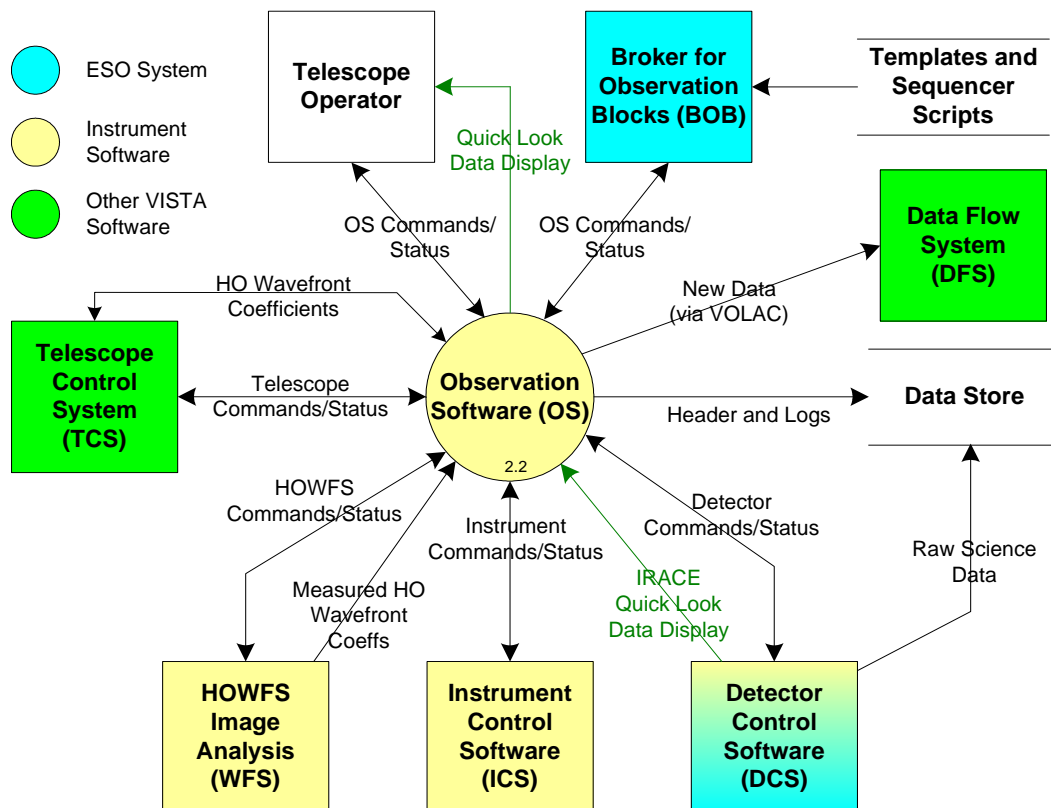 ESO System
Instrument
Software
Other VISTA
Software
Telescope
Operator
Broker for
Observation
Blocks (BOB)
Templates and
Sequencer
Scripts
Quick Look
Data Display
OS Commands/
Status
OS Commands/
Status
Data Flow
System
(DFS)
HO Wavefront
Coefficients
New Data
(via VOLAC)
Telescope
Control
System
(TCS)
Telescope
Commands/Status
Observation
Software (OS)
2.2
Header and Logs
Data Store
HOWFS
Commands/Status
Instrument
Commands/Status
Detector
Commands/Status
Raw Science
Data
Measured HO
Wavefront
Coeffs
IRACE
Quick Look
Data Display
HOWFS
Image
Analysis
(WFS)
Instrument
Control
Software
(ICS)
Detector
Control
Software
(DCS)